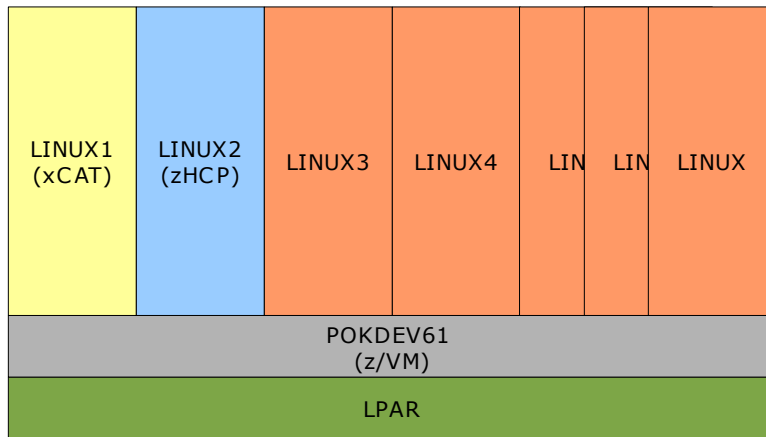 LINUX1
(xCAT)
LINUX2
(zHCP)
LINUX3
LINUX4
LIN
LIN
LINUX
POKDEV61
(z/VM)
LPAR